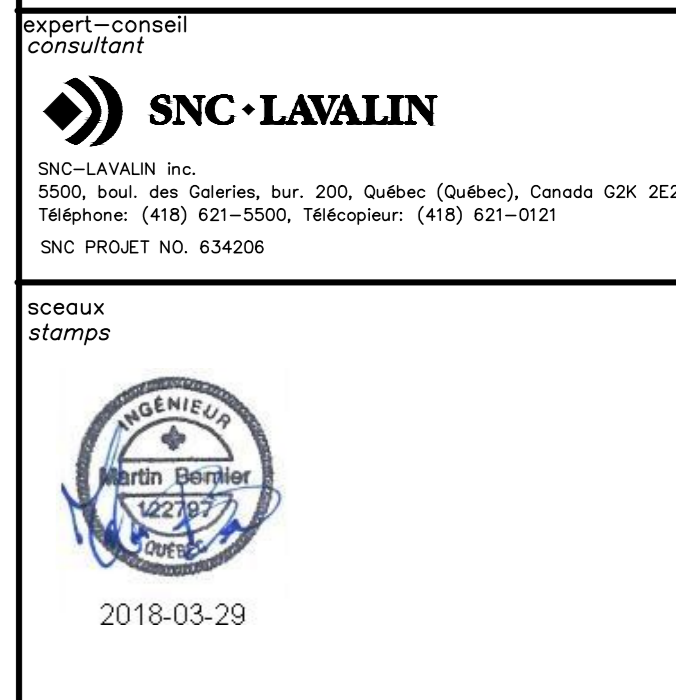 expert-conseil
consultant
SNC·LAVALIN
SNC-LAVALIN inc.
5500, boul. des Galeries, bur. 200, Québec (Québec), Canada G2K 2E2
Téléphone: (418) 621-5500, Télécopieur: (418) 621-0121
SNC PROJET NO. 634206
sceaux
stamps
INGÉNIEUR
Martin Bernier
122797
QUÉBEC
2018-03-29